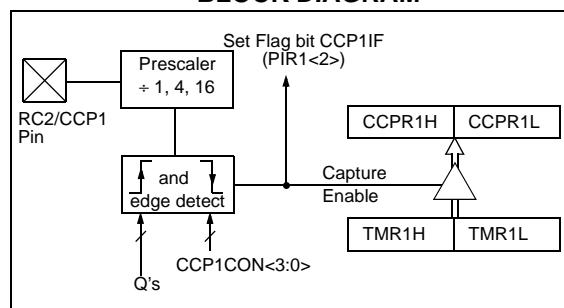 BLOCK DIAGRAM
Set Flag bit CCP1IF
(PIR1<2>)
Prescaler
÷ 1, 4, 16
RC2/CCP1
Pin
CCPR1H
CCPR1L
and
edge detect
Capture
Enable
TMR1H
TMR1L
CCP1CON<3:0>
Q's